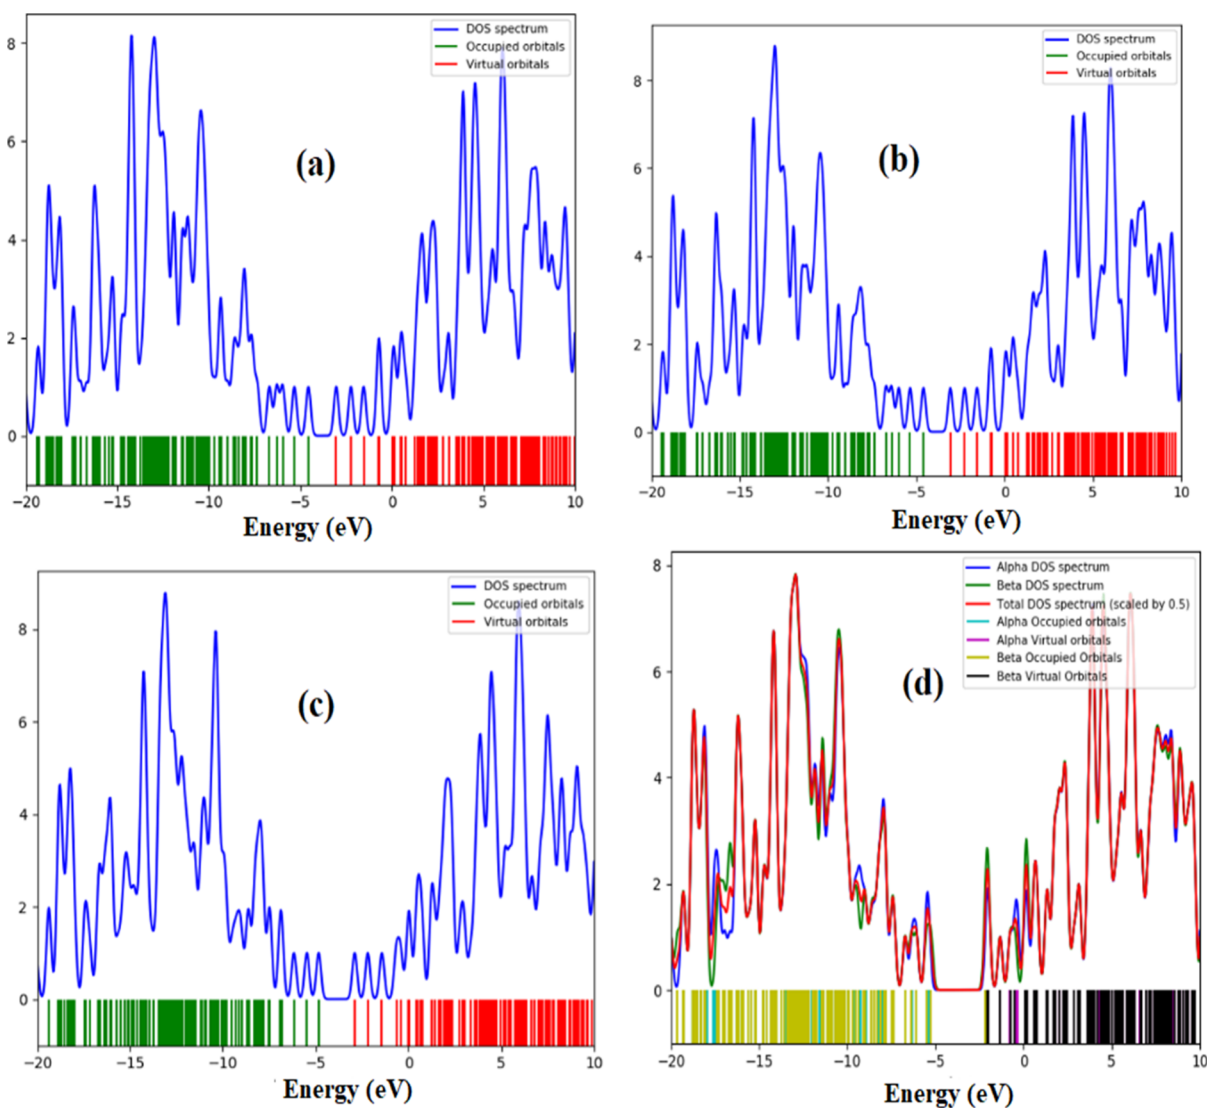 DOS spectrum
Occupied orbitals
Virtual orbitals
(a)
8
6
4
2
0
−20 −15 −10 −5 0 5 10
Energy (eV)
DOS spectrum
Occupied orbitals
Virtual orbitals
(b)
8
6
4
2
0
−20 −15 −10 −5 0 5 10
Energy (eV)
DOS spectrum
Occupied orbitals
Virtual orbitals
(c)
8
6
4
2
0
−20 −15 −10 −5 0 5 10
Energy (eV)
Alpha DOS spectrum
Beta DOS spectrum
Total DOS spectrum (scaled by 0.5)
Alpha Occupied orbitals
Alpha Virtual orbitals
Beta Occupied Orbitals
Beta Virtual Orbitals
(d)
8
6
4
2
0
−20 −15 −10 −5 0 5 10
Energy (eV)